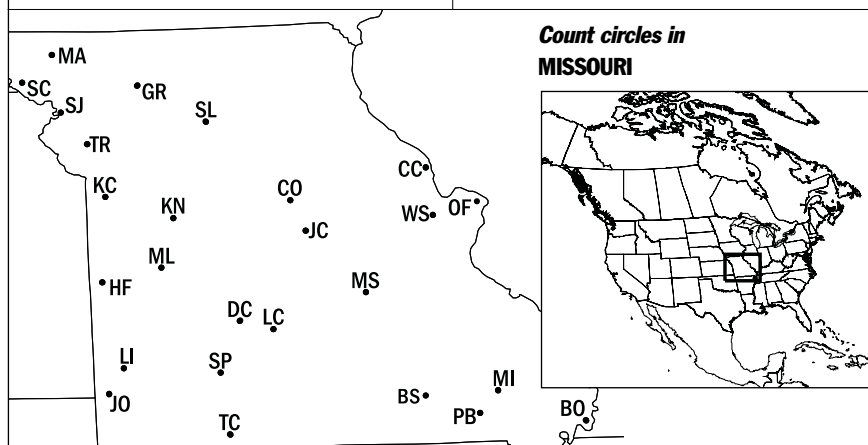 Count circles in
MISSOURI
MA
SC
GR
SJ
SL
TR
CC
KC
CO
KN
WS
OF
JC
ML
HF
MS
DC
LC
LI
SP
MI
JO
BS
PB
BO
TC